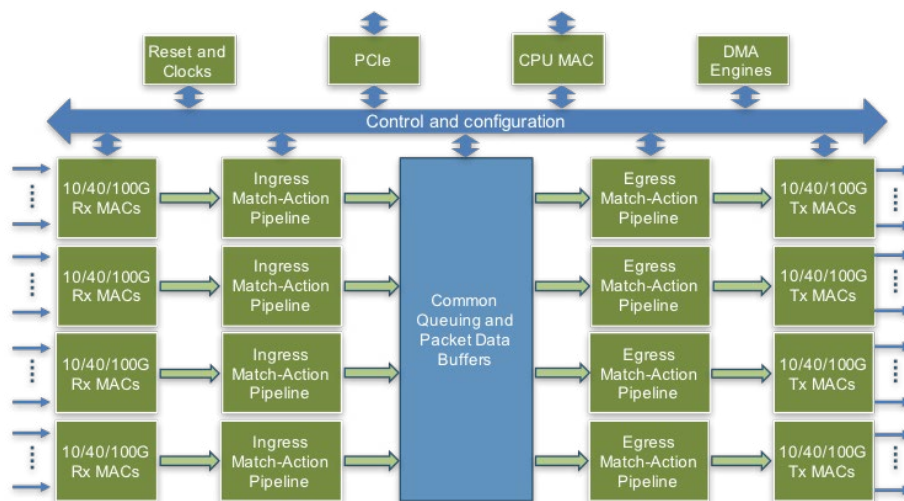 Reset and
Clocks
PCIe
CPU MAC
DMA
Engines
Control and configuration
10/40/100G
Rx MACs
Ingress
Match-Action
Pipeline
Egress
Match-Action
Pipeline
10/40/100G
Tx MACs
10/40/100G
Rx MACs
Ingress
Match-Action
Pipeline
Common
Queuing and
Packet Data
Buffers
Egress
Match-Action
Pipeline
10/40/100G
Tx MACs
10/40/100G
Rx MACs
Ingress
Match-Action
Pipeline
Egress
Match-Action
Pipeline
10/40/100G
Tx MACs
10/40/100G
Rx MACs
Ingress
Match-Action
Pipeline
Egress
Match-Action
Pipeline
10/40/100G
Tx MACs